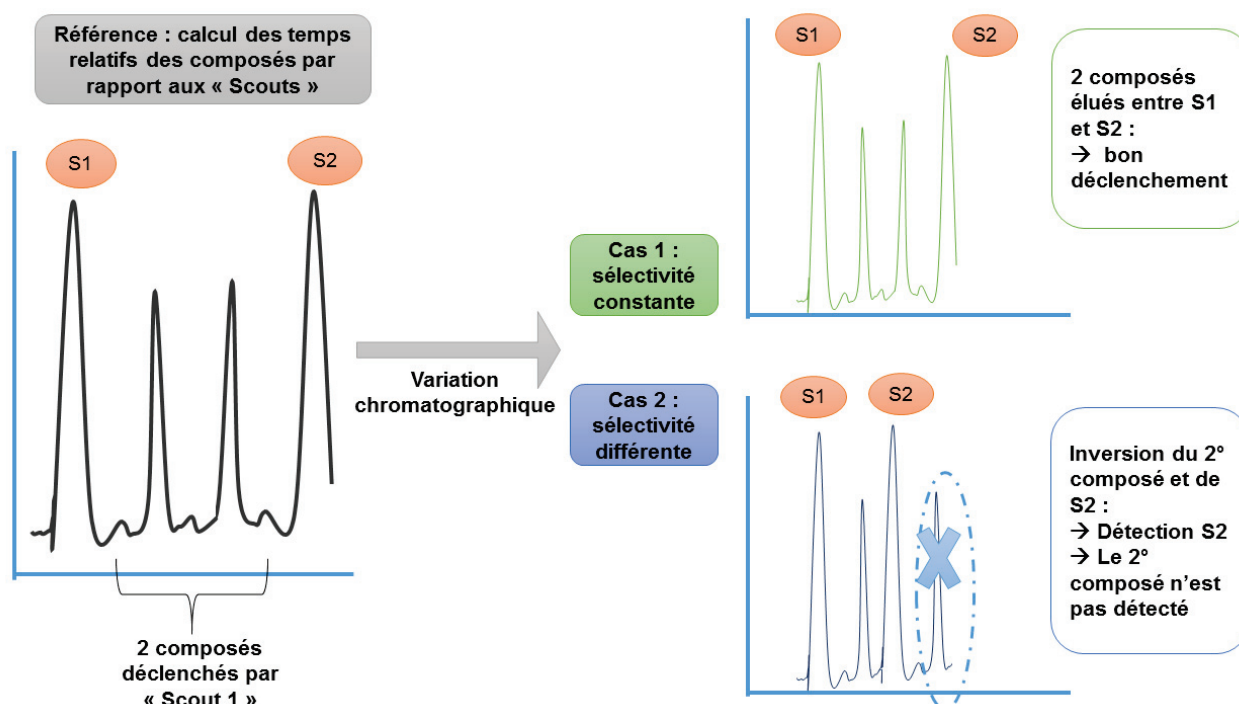 Référence : calcul des temps
relatifs des composés par
rapport aux « Scouts »
S1
S2
2 composés
déclenchés par
« Scout 1 »
Variation
chromatographique
Cas 1 :
sélectivité
constante
S1
S2
2 composés
élués entre S1
et S2 :
→ bon
déclenchement
Cas 2 :
sélectivité
différente
S1
S2
Inversion du 2°
composé et de
S2 :
→ Détection S2
→ Le 2°
composé n’est
pas détecté